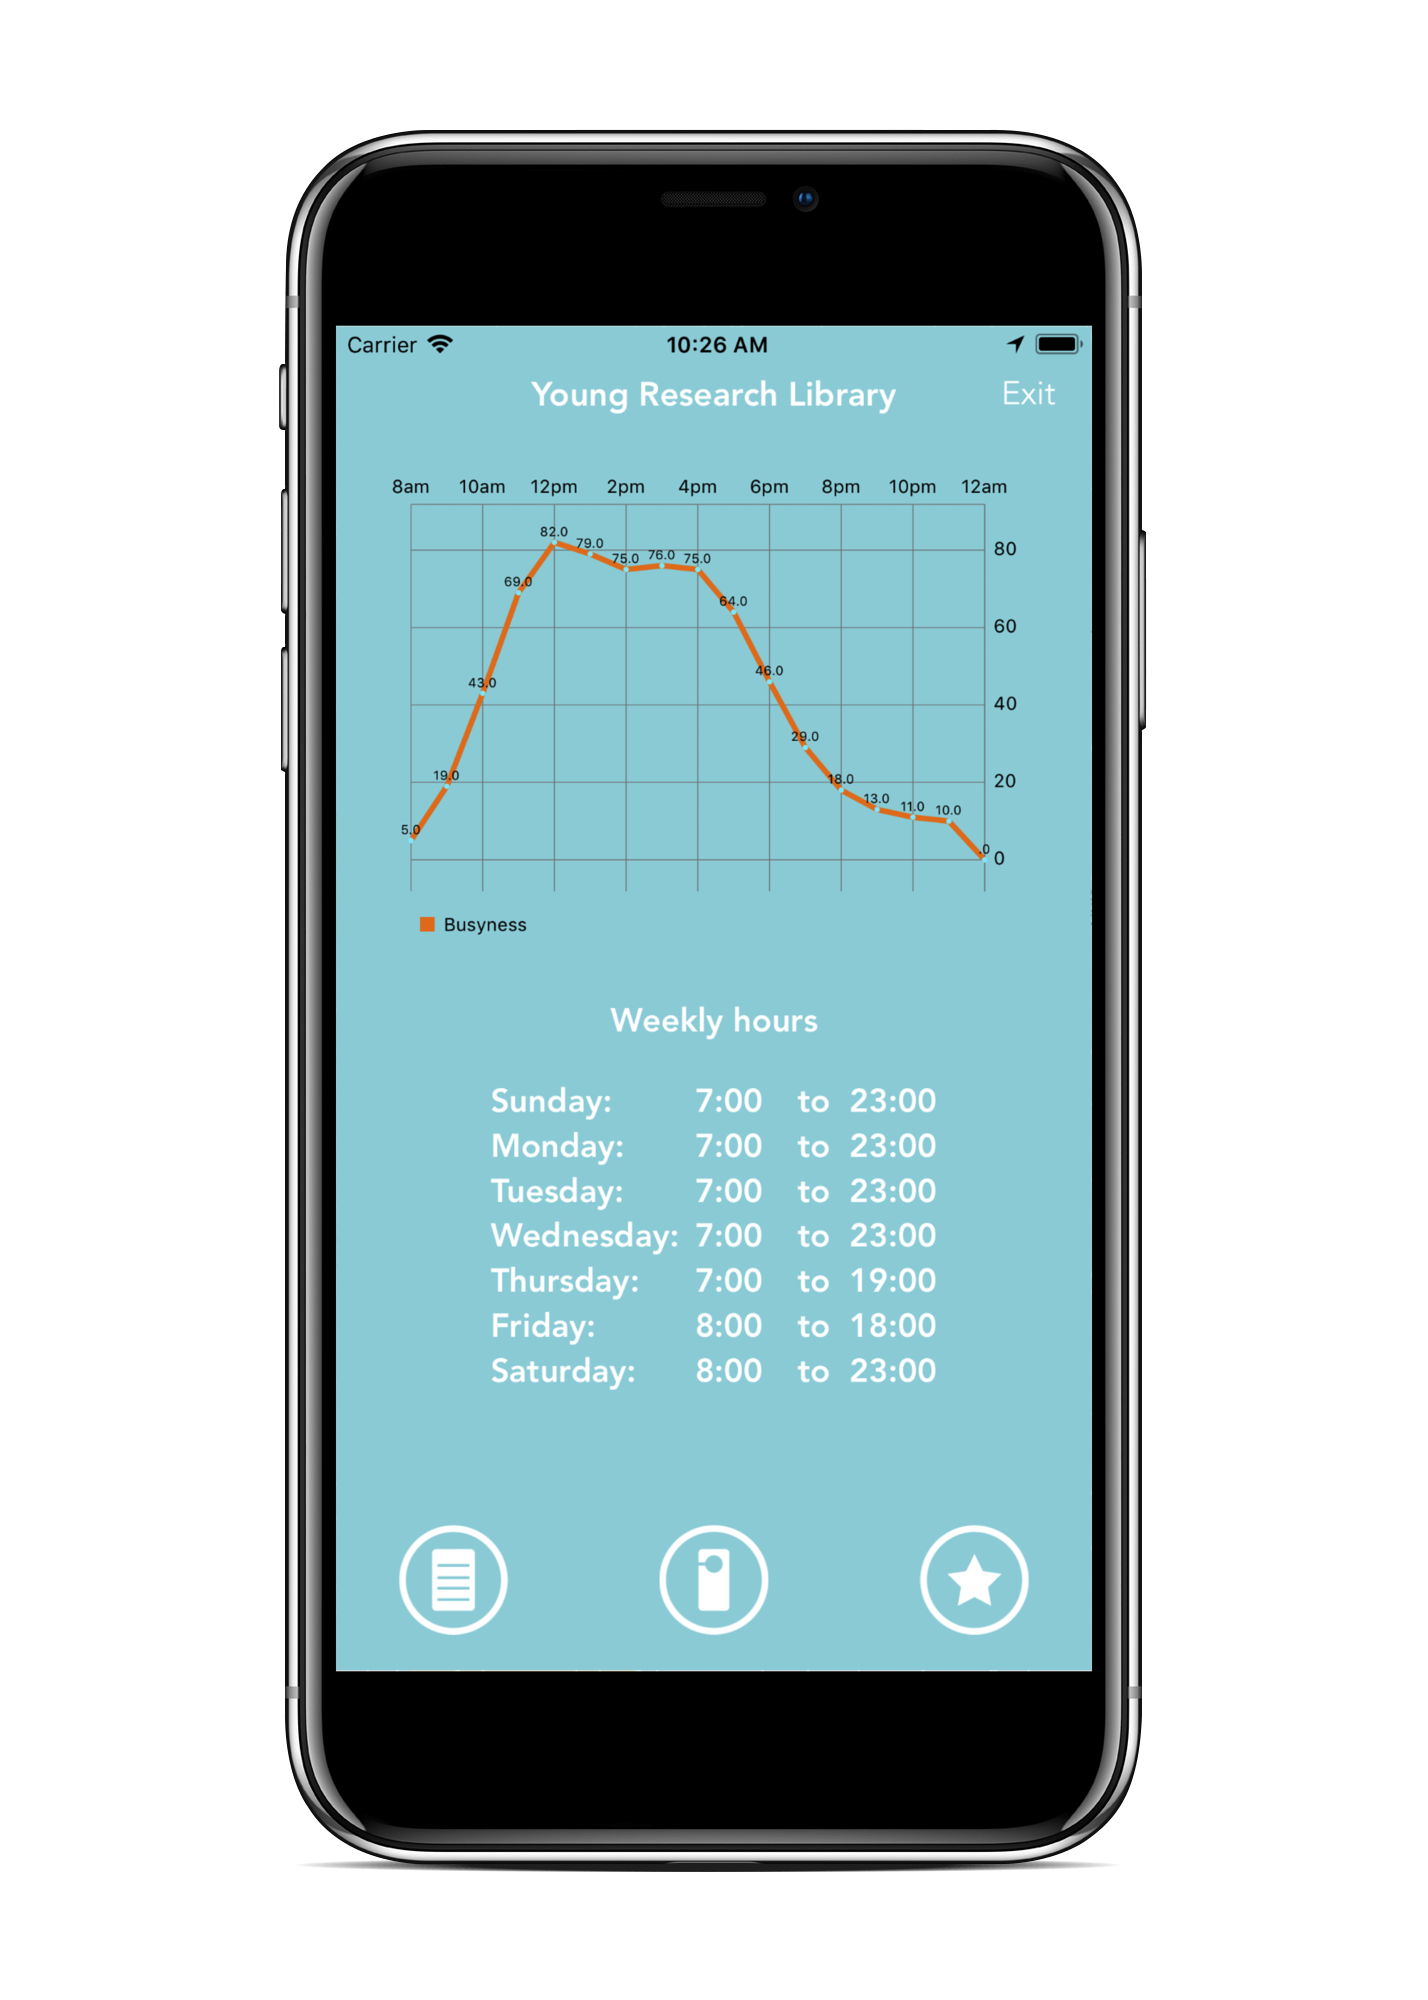 Carrier 10:26 AM
Young Research Library Exit
8am 10am 12pm 2pm 4pm 6pm 8pm 10pm 12am
82.0
79.0
75.0 76.0 75.0
80
69.0
64.0
60
46.0
43.0
40
29.0
19.0 18.0
20
13.0 11.0 10.0
5.0
.0
0
Busyness
Weekly hours
Sunday: 7:00 to 23:00
Monday: 7:00 to 23:00
Tuesday: 7:00 to 23:00
Wednesday: 7:00 to 23:00
Thursday: 7:00 to 19:00
Friday: 8:00 to 18:00
Saturday: 8:00 to 23:00